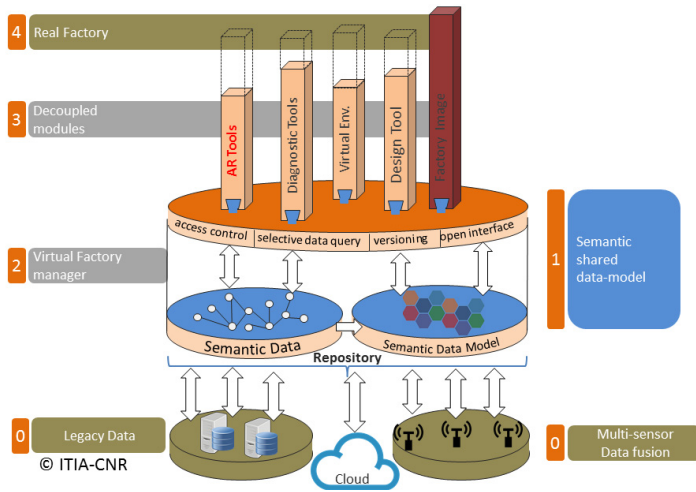 4
Real Factory
3
Decoupled
modules
AR Tools
Diagnostic Tools
Virtual Env.
Design Tool
Factory Image
access control
selective data query
versioning
open interface
2
Virtual Factory
manager
1
Semantic
shared
data-model
Semantic Data
Semantic Data Model
Repository
0
Legacy Data
© ITIA-CNR
Cloud
0
Multi-sensor
Data fusion